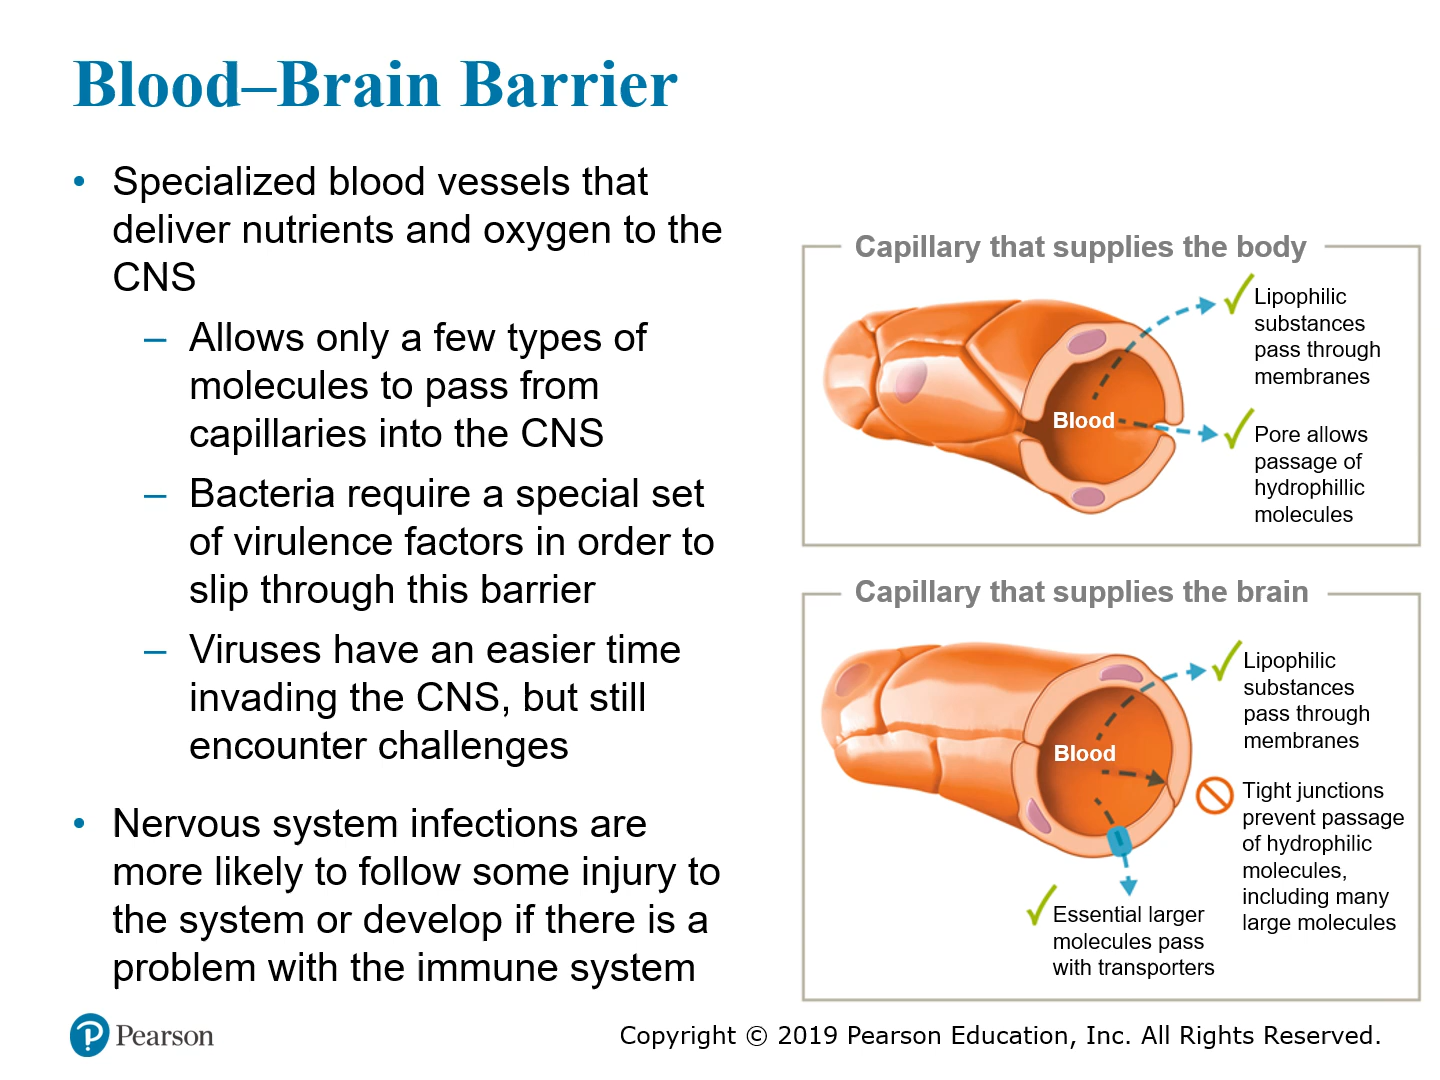 Blood–Brain Barrier
• Specialized blood vessels that
deliver nutrients and oxygen to the
CNS
– Allows only a few types of
molecules to pass from
capillaries into the CNS
– Bacteria require a special set
of virulence factors in order to
slip through this barrier
– Viruses have an easier time
invading the CNS, but still
encounter challenges
• Nervous system infections are
more likely to follow some injury to
the system or develop if there is a
problem with the immune system
Capillary that supplies the body
Blood
Lipophilic
substances
pass through
membranes
Pore allows
passage of
hydrophillic
molecules
Capillary that supplies the brain
Blood
Lipophilic
substances
pass through
membranes
Tight junctions
prevent passage
of hydrophilic
molecules,
including many
large molecules
Essential larger
molecules pass
with transporters
P Pearson
Copyright © 2019 Pearson Education, Inc. All Rights Reserved.